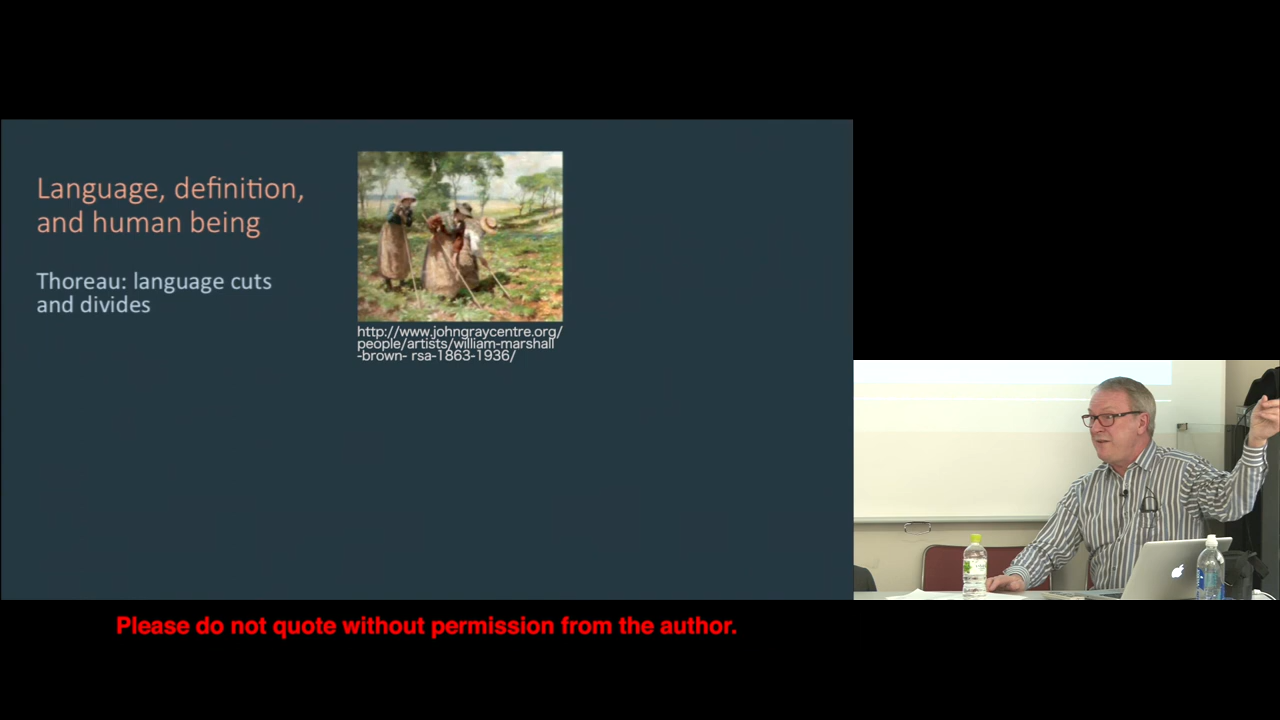 Language, definition,
and human being
Thoreau: language cuts
and divides
http://www.johngraycentre.org/
people/artists/william-marshall
-brown- rsa-1863-1936/
Please do not quote without permission from the author.